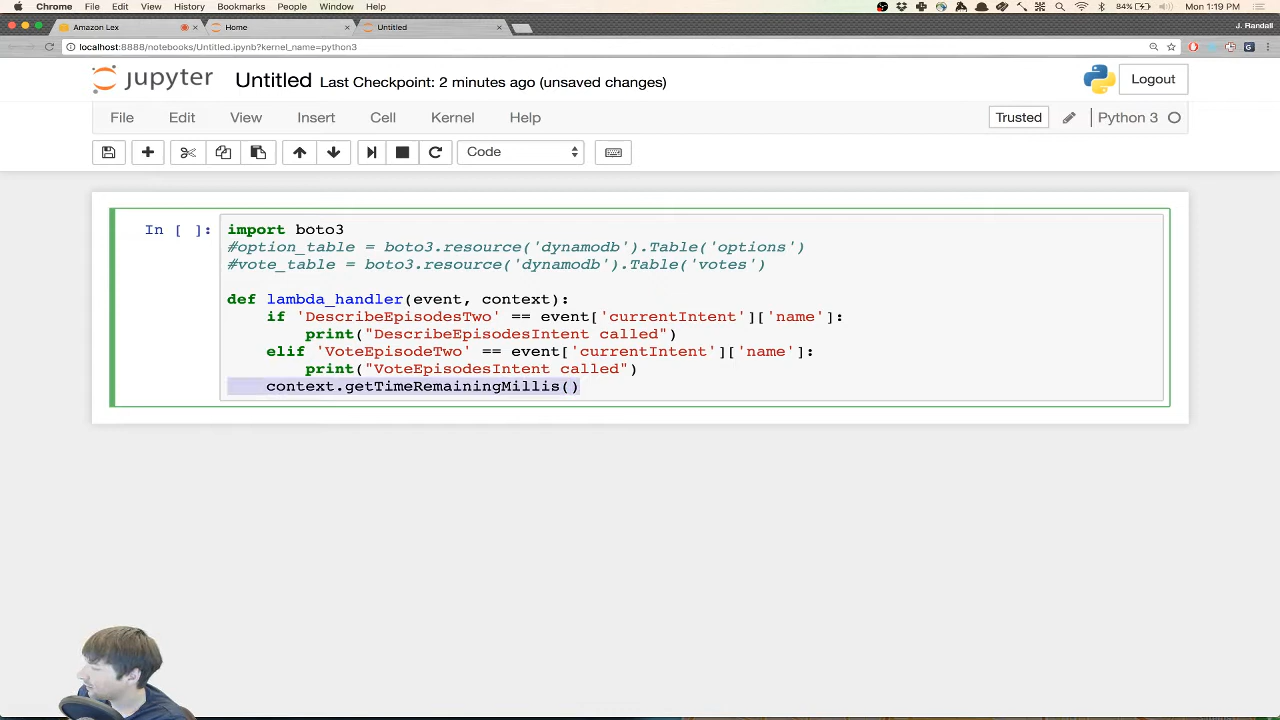 Chrome File Edit View History Bookmarks People Window Help 84% Mon 1:19 PM
Amazon Lex Home Untitled J. Randall
localhost:8888/notebooks/Untitled.ipynb?kernel_name=python3
jupyter Untitled Last Checkpoint: 2 minutes ago (unsaved changes) Logout
File Edit View Insert Cell Kernel Help Trusted Python 3
Code
In [ ]: import boto3
#option_table = boto3.resource('dynamodb').Table('options')
#vote_table = boto3.resource('dynamodb').Table('votes')
def lambda_handler(event, context):
if 'DescribeEpisodesTwo' == event['currentIntent']['name']:
print("DescribeEpisodesIntent called")
elif 'VoteEpisodeTwo' == event['currentIntent']['name']:
print("VoteEpisodesIntent called")
context.getTimeRemainingMillis()